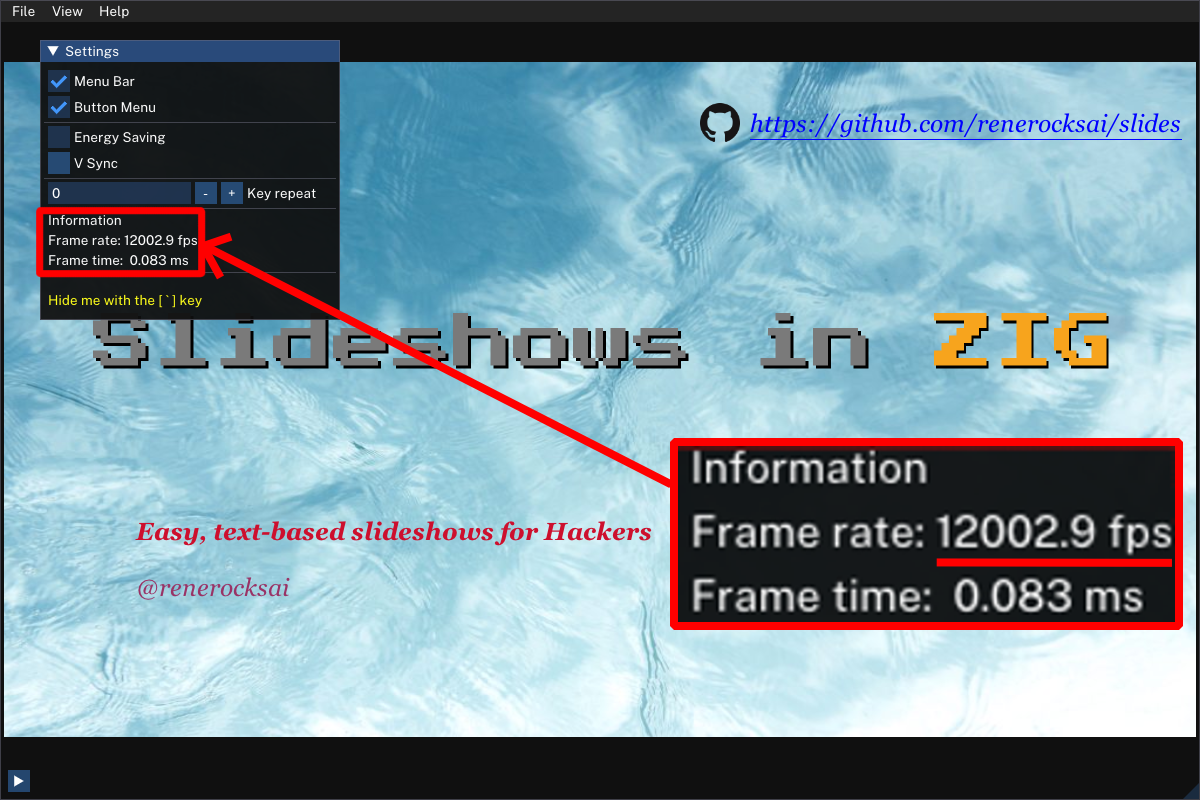 File View Help
Settings
Menu Bar
Button Menu
Energy Saving
V Sync
0 - + Key repeat
Information
Frame rate: 12002.9 fps
Frame time: 0.083 ms
Hide me with the [`] key
https://github.com/renerocksai/slides
Slideshows in ZIG
Easy, text-based slideshows for Hackers
@renerocksai
Information
Frame rate: 12002.9 fps
Frame time: 0.083 ms